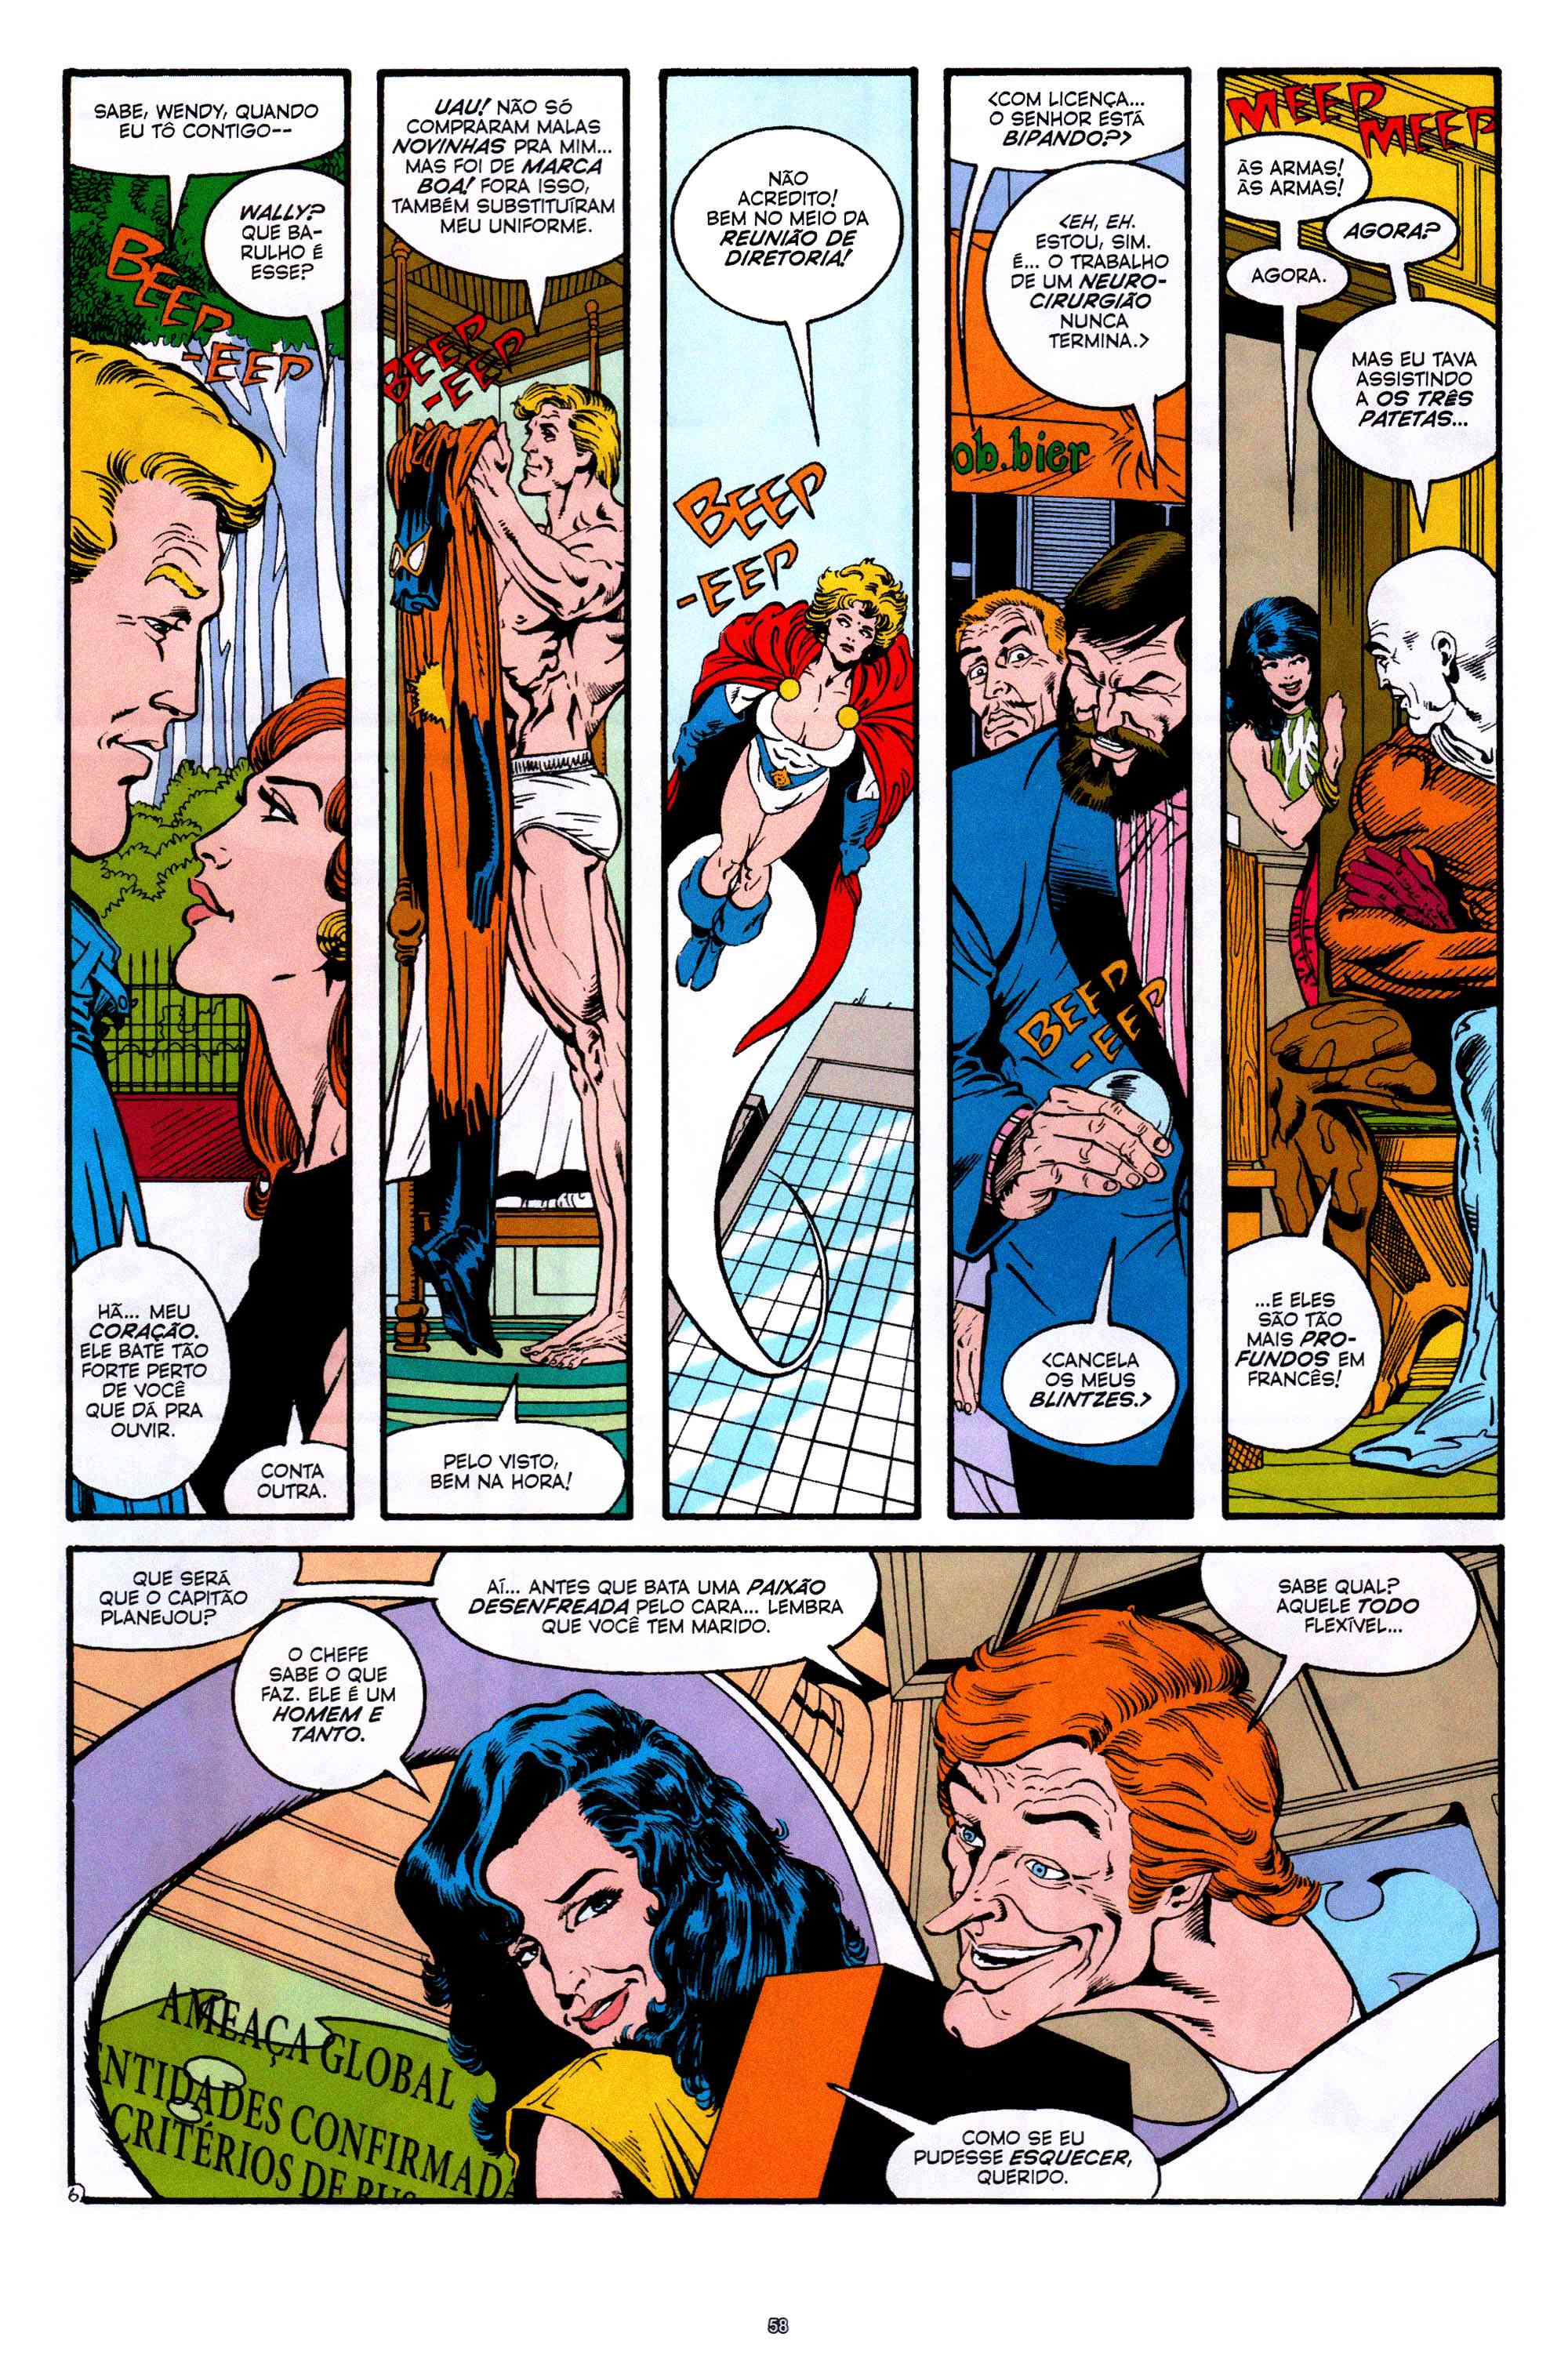 SABE, WENDY, QUANDO
EU TÔ CONTIGO--
BEEEP
-EEP
WALLY?
QUE BA-
RULHO É
ESSE?
HÃ... MEU
CORAÇÃO.
ELE BATE TÃO
FORTE PERTO
DE VOCÊ
QUE DÁ PRA
OUVIR.
CONTA
OUTRA.
UAU! NÃO SÓ
COMPRARAM MALAS
NOVINHAS PRA MIM...
MAS FOI DE MARCA
BOA! FORA ISSO,
TAMBÉM SUBSTITUÍRAM
MEU UNIFORME.
BEEP
-EEP
PELO VISTO,
BEM NA HORA!
NÃO
ACREDITO!
BEM NO MEIO DA
REUNIÃO DE
DIRETORIA!
BEEP
-EEP
<COM LICENÇA...
O SENHOR ESTÁ
BIPANDO?>
<EH, EH.
ESTOU, SIM.
É... O TRABALHO
DE UM NEURO-
CIRURGIÃO
NUNCA
TERMINA.>
ob.bier
BEEP
-EEP
<CANCELA
OS MEUS
BLINTZES.>
MEEP
MEEP
ÀS ARMAS!
ÀS ARMAS!
AGORA?
AGORA.
MAS EU TAVA
ASSISTINDO
A OS TRÊS
PATETAS...
...E ELES
SÃO TÃO
MAIS PRO-
FUNDOS EM
FRANCÊS!
QUE SERÁ
QUE O CAPITÃO
PLANEJOU?
O CHEFE
SABE O QUE
FAZ. ELE É UM
HOMEM E
TANTO.
AÍ... ANTES QUE BATA UMA PAIXÃO
DESENFREADA PELO CARA... LEMBRA
QUE VOCÊ TEM MARIDO.
SABE QUAL?
AQUELE TODO
FLEXÍVEL...
COMO SE EU
PUDESSE ESQUECER,
QUERIDO.
AMEAÇA GLOBAL
ENTIDADES CONFIRMADA
CRITÉRIOS DE
6
58